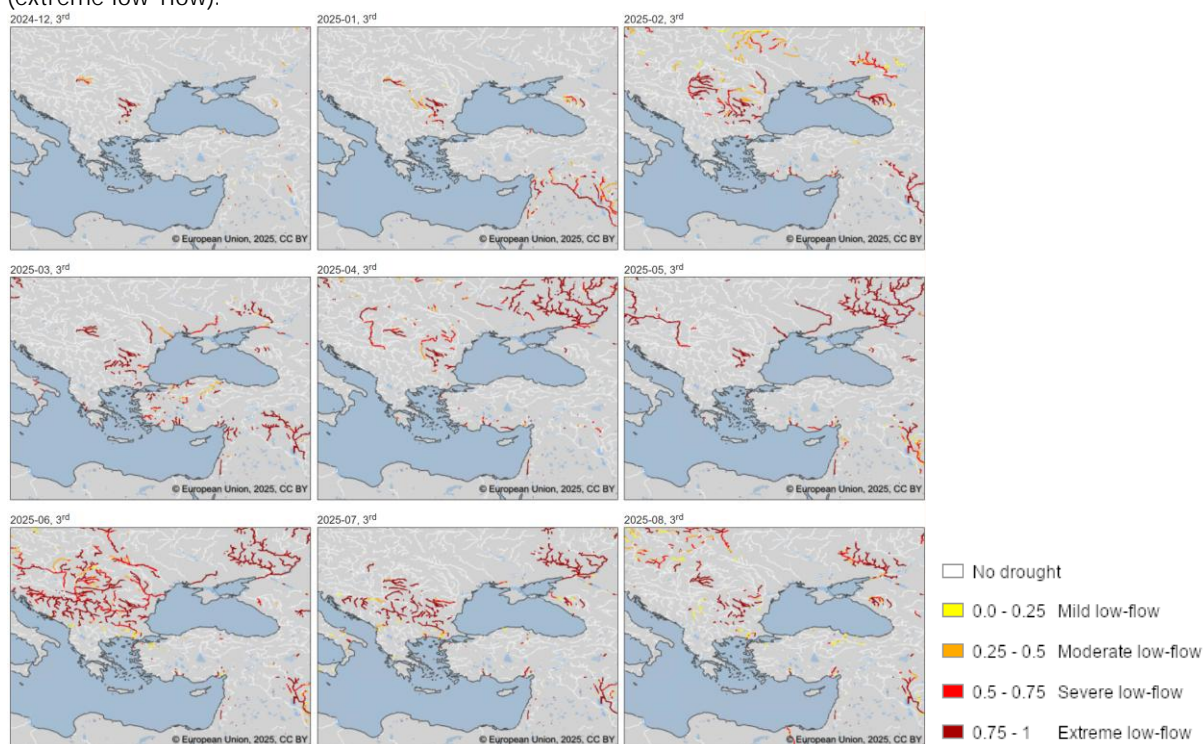 (extreme low-flow).
2024-12, 3rd
2025-01, 3rd
2025-02, 3rd
© European Union, 2025, CC BY
© European Union, 2025, CC BY
© European Union, 2025, CC BY
2025-03, 3rd
2025-04, 3rd
2025-05, 3rd
© European Union, 2025, CC BY
© European Union, 2025, CC BY
© European Union, 2025, CC BY
2025-06, 3rd
2025-07, 3rd
2025-08, 3rd
No drought
0.0 - 0.25 Mild low-flow
0.25 - 0.5 Moderate low-flow
0.5 - 0.75 Severe low-flow
0.75 - 1 Extreme low-flow
© European Union, 2025, CC BY
© European Union, 2025, CC BY
© European Union, 2025, CC BY